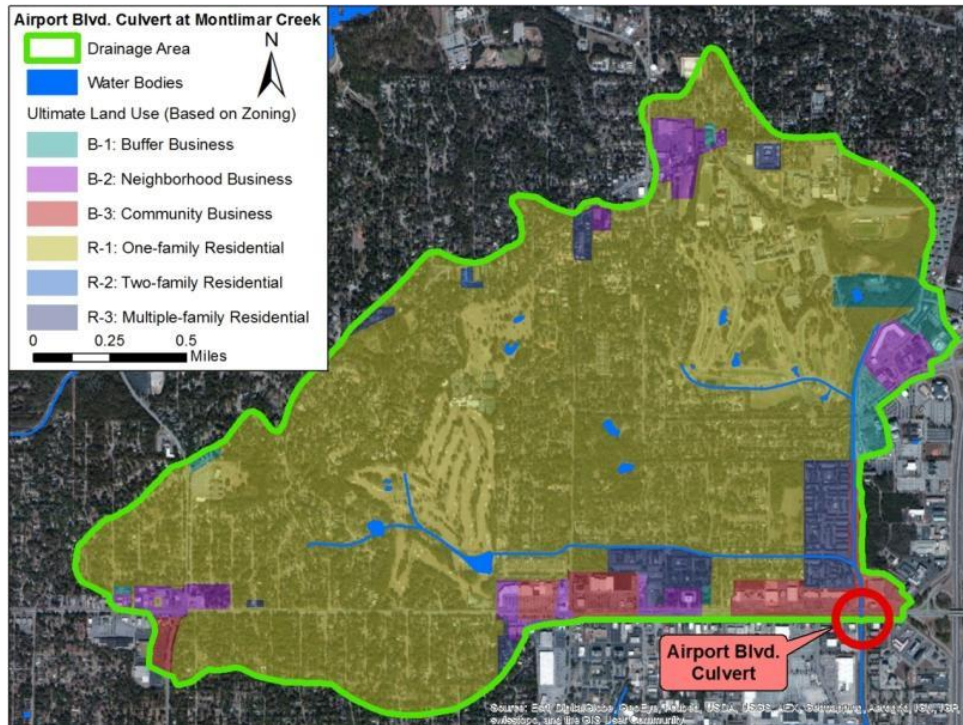 Airport Blvd. Culvert at Montlimar Creek
N
Drainage Area
Water Bodies
Ultimate Land Use (Based on Zoning)
B-1: Buffer Business
B-2: Neighborhood Business
B-3: Community Business
R-1: One-family Residential
R-2: Two-family Residential
R-3: Multiple-family Residential
0 0.25 0.5
Miles
Airport Blvd.
Culvert
Source: Esri, DigitalGlobe, GeoEye, USDA, USGS, AEX,
swisstopo, and the GIS User Community